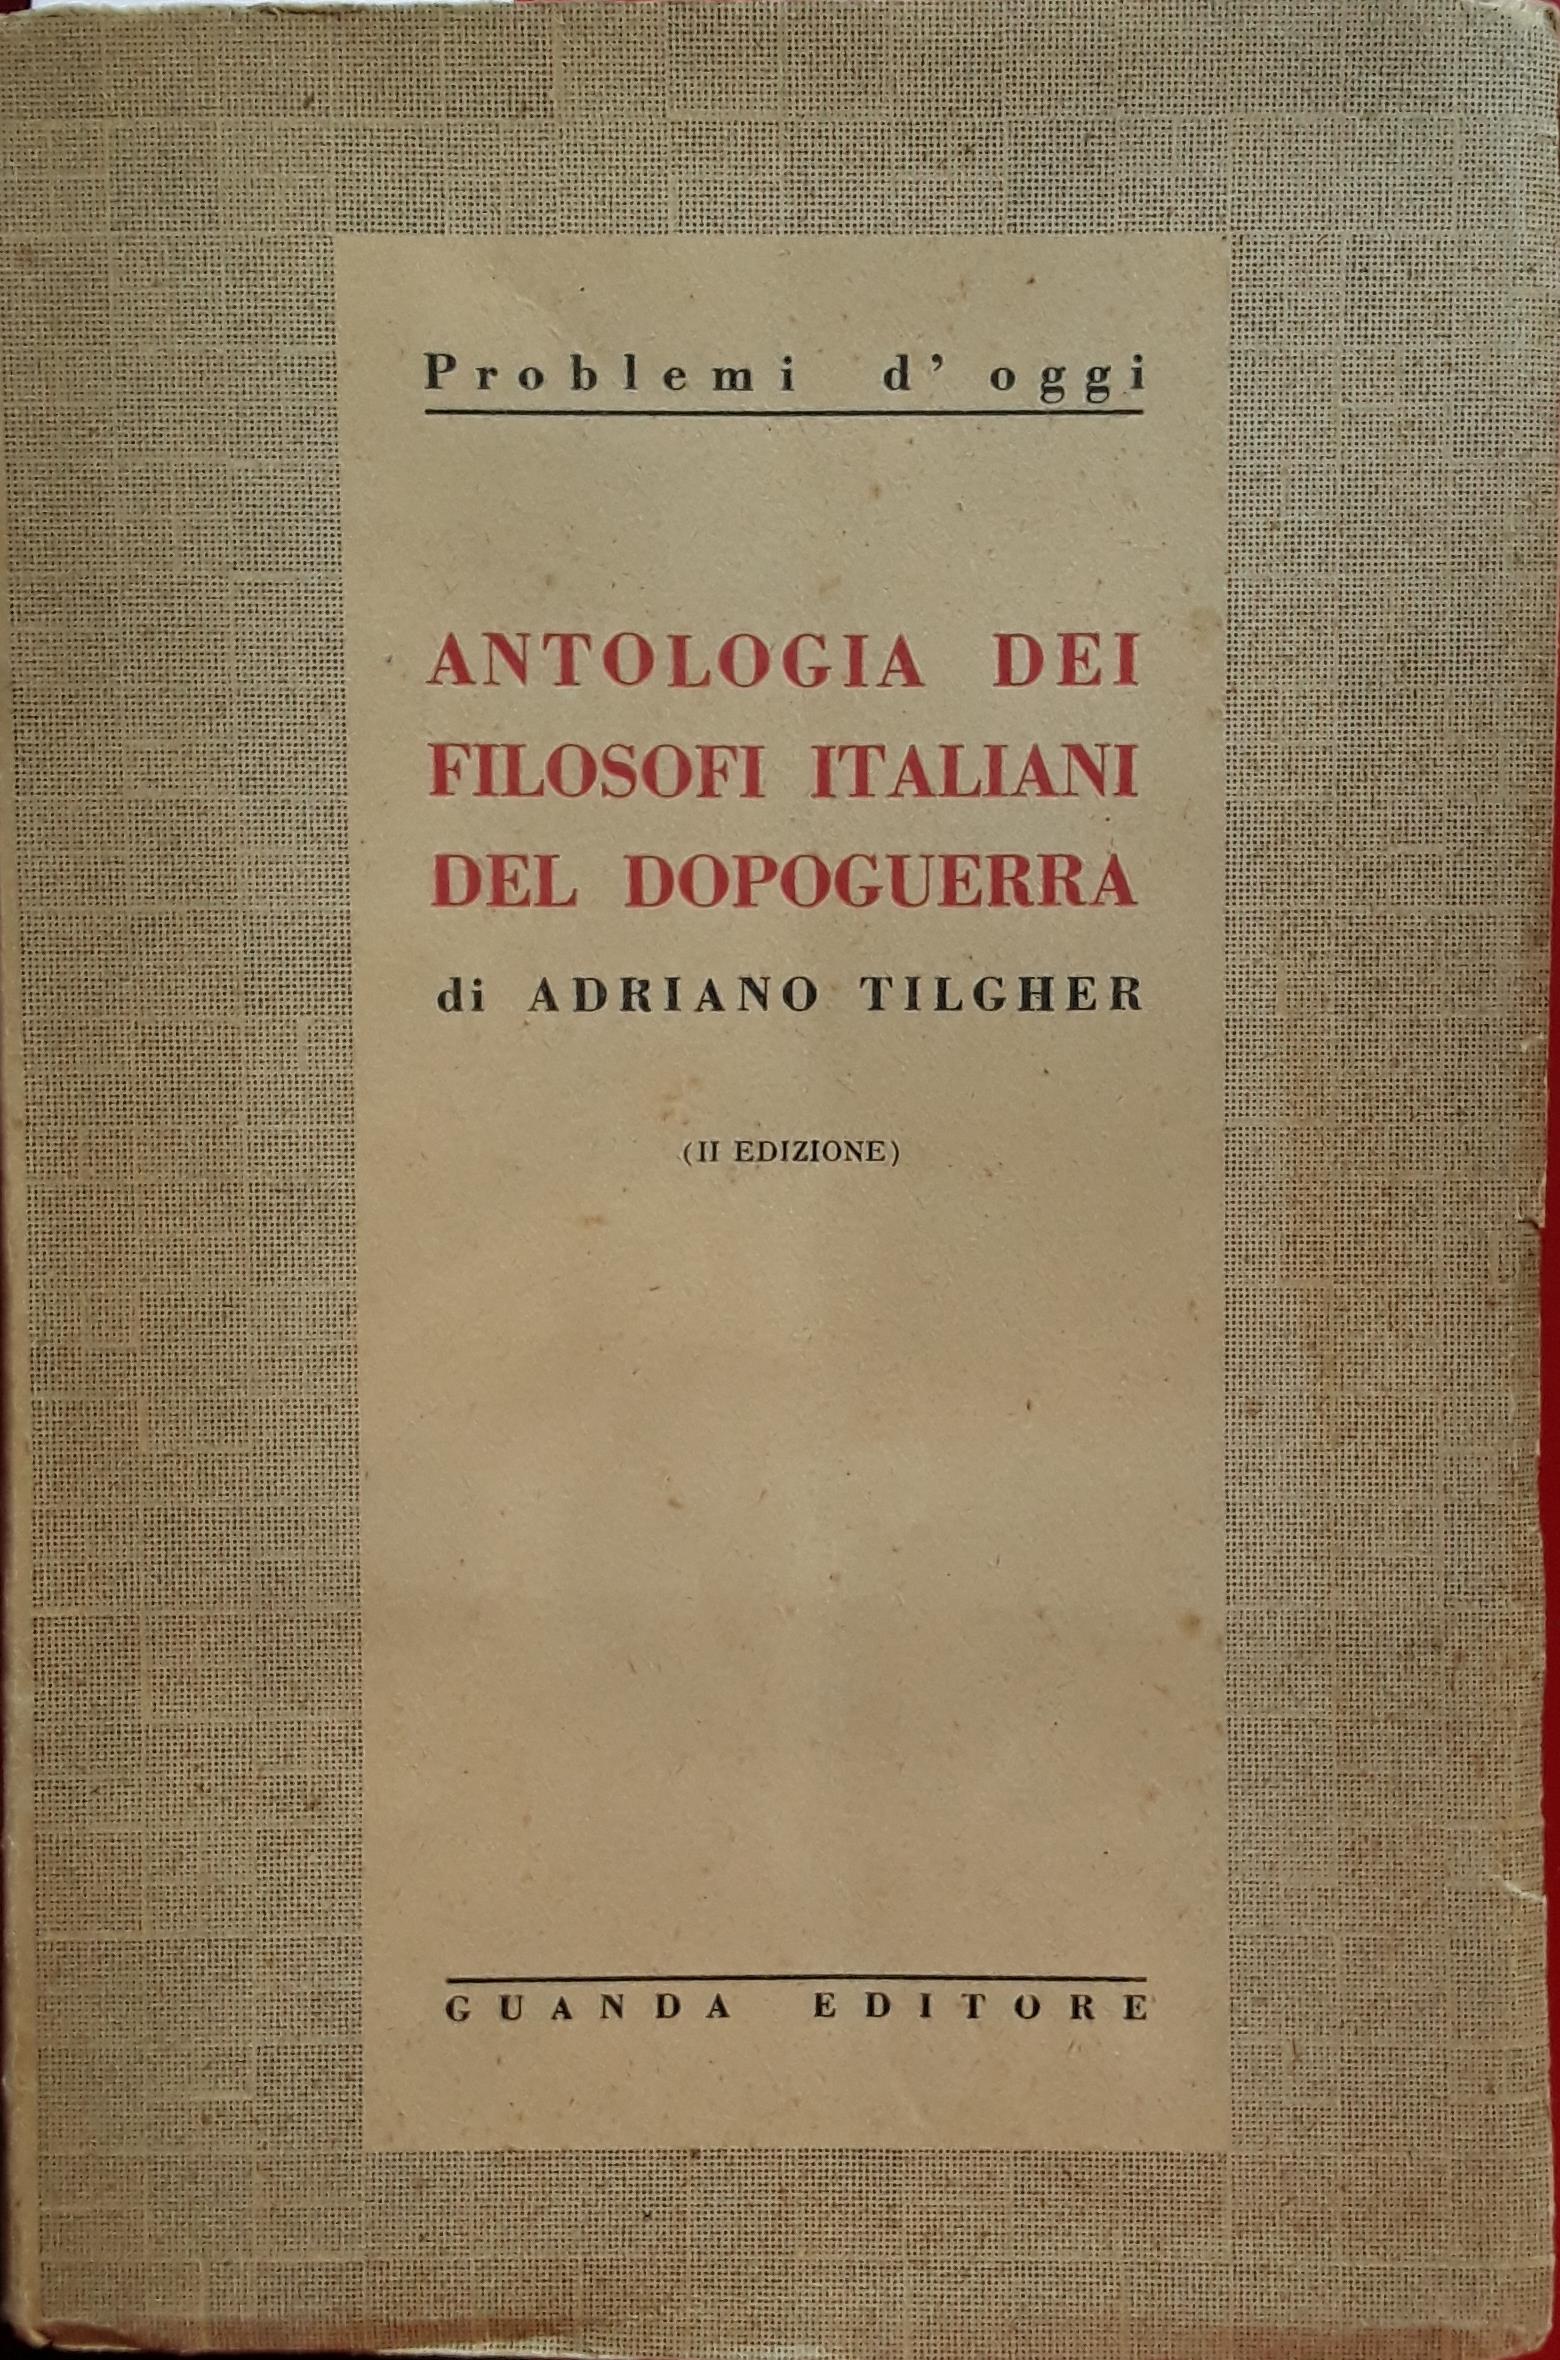 Problemi d' oggi
ANTOLOGIA DEI
FILOSOFI ITALIANI
DEL DOPOGUERRA
di ADRIANO TILGHER
(II EDIZIONE)
GUANDA EDITORE